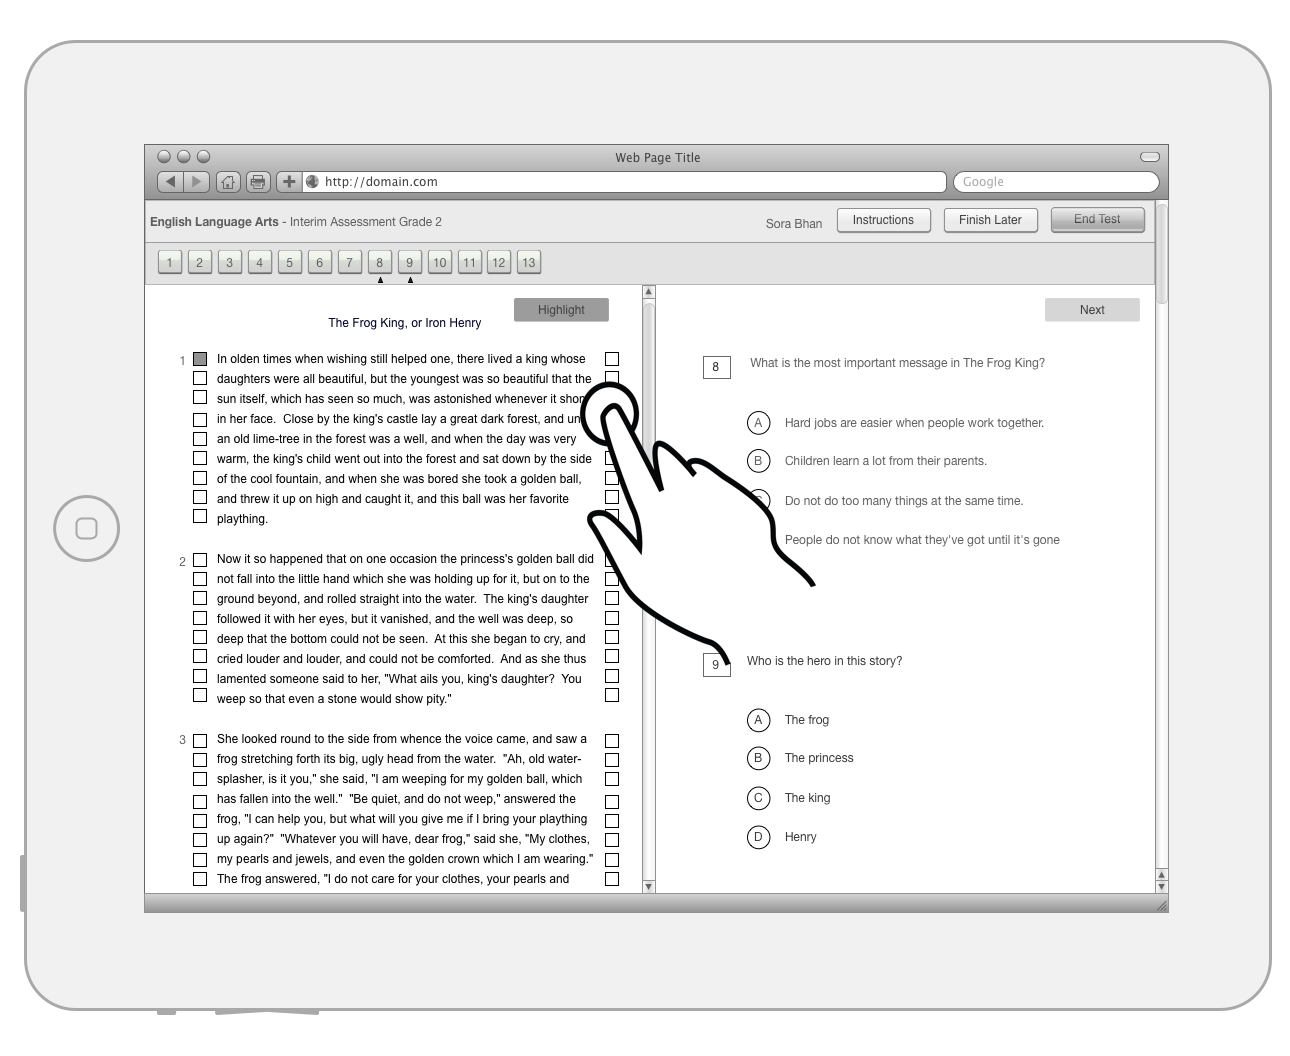 Web Page Title
http://domain.com
Google
English Language Arts - Interim Assessment Grade 2
Sora Bhan
Instructions
Finish Later
End Test
1 2 3 4 5 6 7 8 9 10 11 12 13
Highlight
The Frog King, or Iron Henry
1 In olden times when wishing still helped one, there lived a king whose
daughters were all beautiful, but the youngest was so beautiful that the
sun itself, which has seen so much, was astonished whenever it
in her face.  Close by the king's castle lay a great dark forest, and
an old lime-tree in the forest was a well, and when the day was very
warm, the king's child went out into the forest and sat down by the side
of the cool fountain, and when she was bored she took a golden ball,
and threw it up on high and caught it, and this ball was her favorite
plaything.
2 Now it so happened that on one occasion the princess's golden ball did
not fall into the little hand which she was holding up for it, but on to the
ground beyond, and rolled straight into the water.  The king's daughter
followed it with her eyes, but it vanished, and the well was deep, so
deep that the bottom could not be seen.  At this she began to cry, and
cried louder and louder, and could not be comforted.  And as she thus
lamented someone said to her, "What ails you, king's daughter?  You
weep so that even a stone would show pity."
3 She looked round to the side from whence the voice came, and saw a
frog stretching forth its big, ugly head from the water.  "Ah, old water-
splasher, is it you," she said, "I am weeping for my golden ball, which
has fallen into the well."  "Be quiet, and do not weep," answered the
frog, "I can help you, but what will you give me if I bring your plaything
up again?"  "Whatever you will have, dear frog," said she, "My clothes,
my pearls and jewels, and even the golden crown which I am wearing."
The frog answered, "I do not care for your clothes, your pearls and
Next
8 What is the most important message in The Frog King?
A Hard jobs are easier when people work together.
B Children learn a lot from their parents.
Do not do too many things at the same time.
People do not know what they've got until it's gone
9 Who is the hero in this story?
A The frog
B The princess
C The king
D Henry